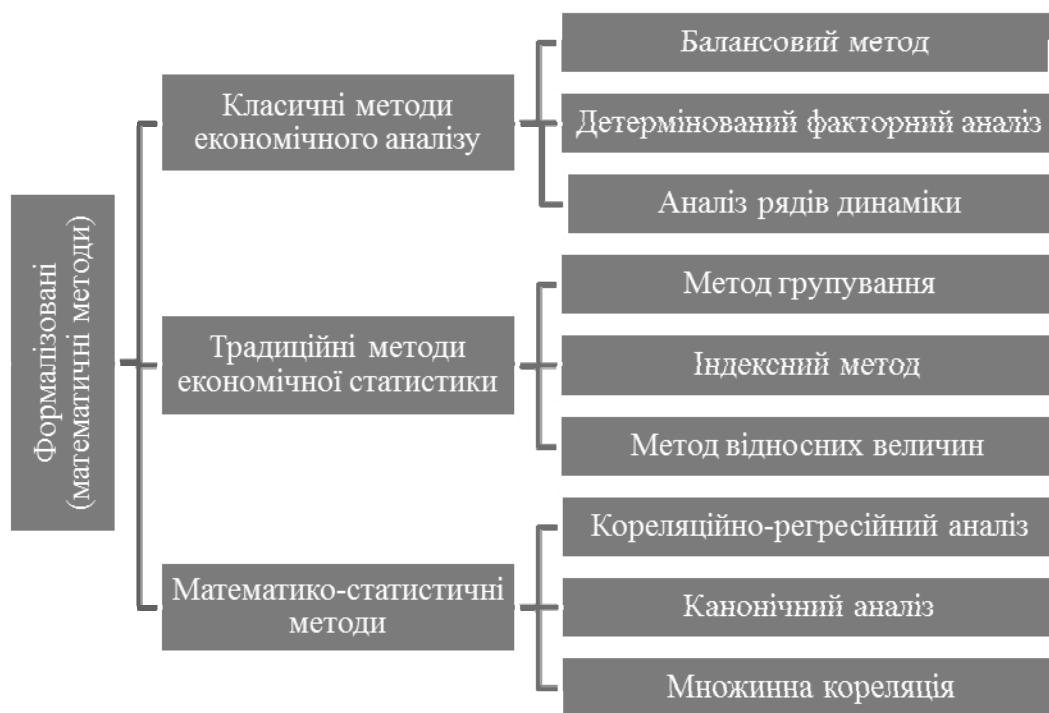 Формалізовані
(математичні методи)
Класичні методи
економічного аналізу
Балансовий метод
Детермінований факторний аналіз
Аналіз рядів динаміки
Традиційні методи
економічної статистики
Метод групування
Індексний метод
Метод відносних величин
Математико-статистичні
методи
Кореляційно-регресійний аналіз
Канонічний аналіз
Множинна кореляція